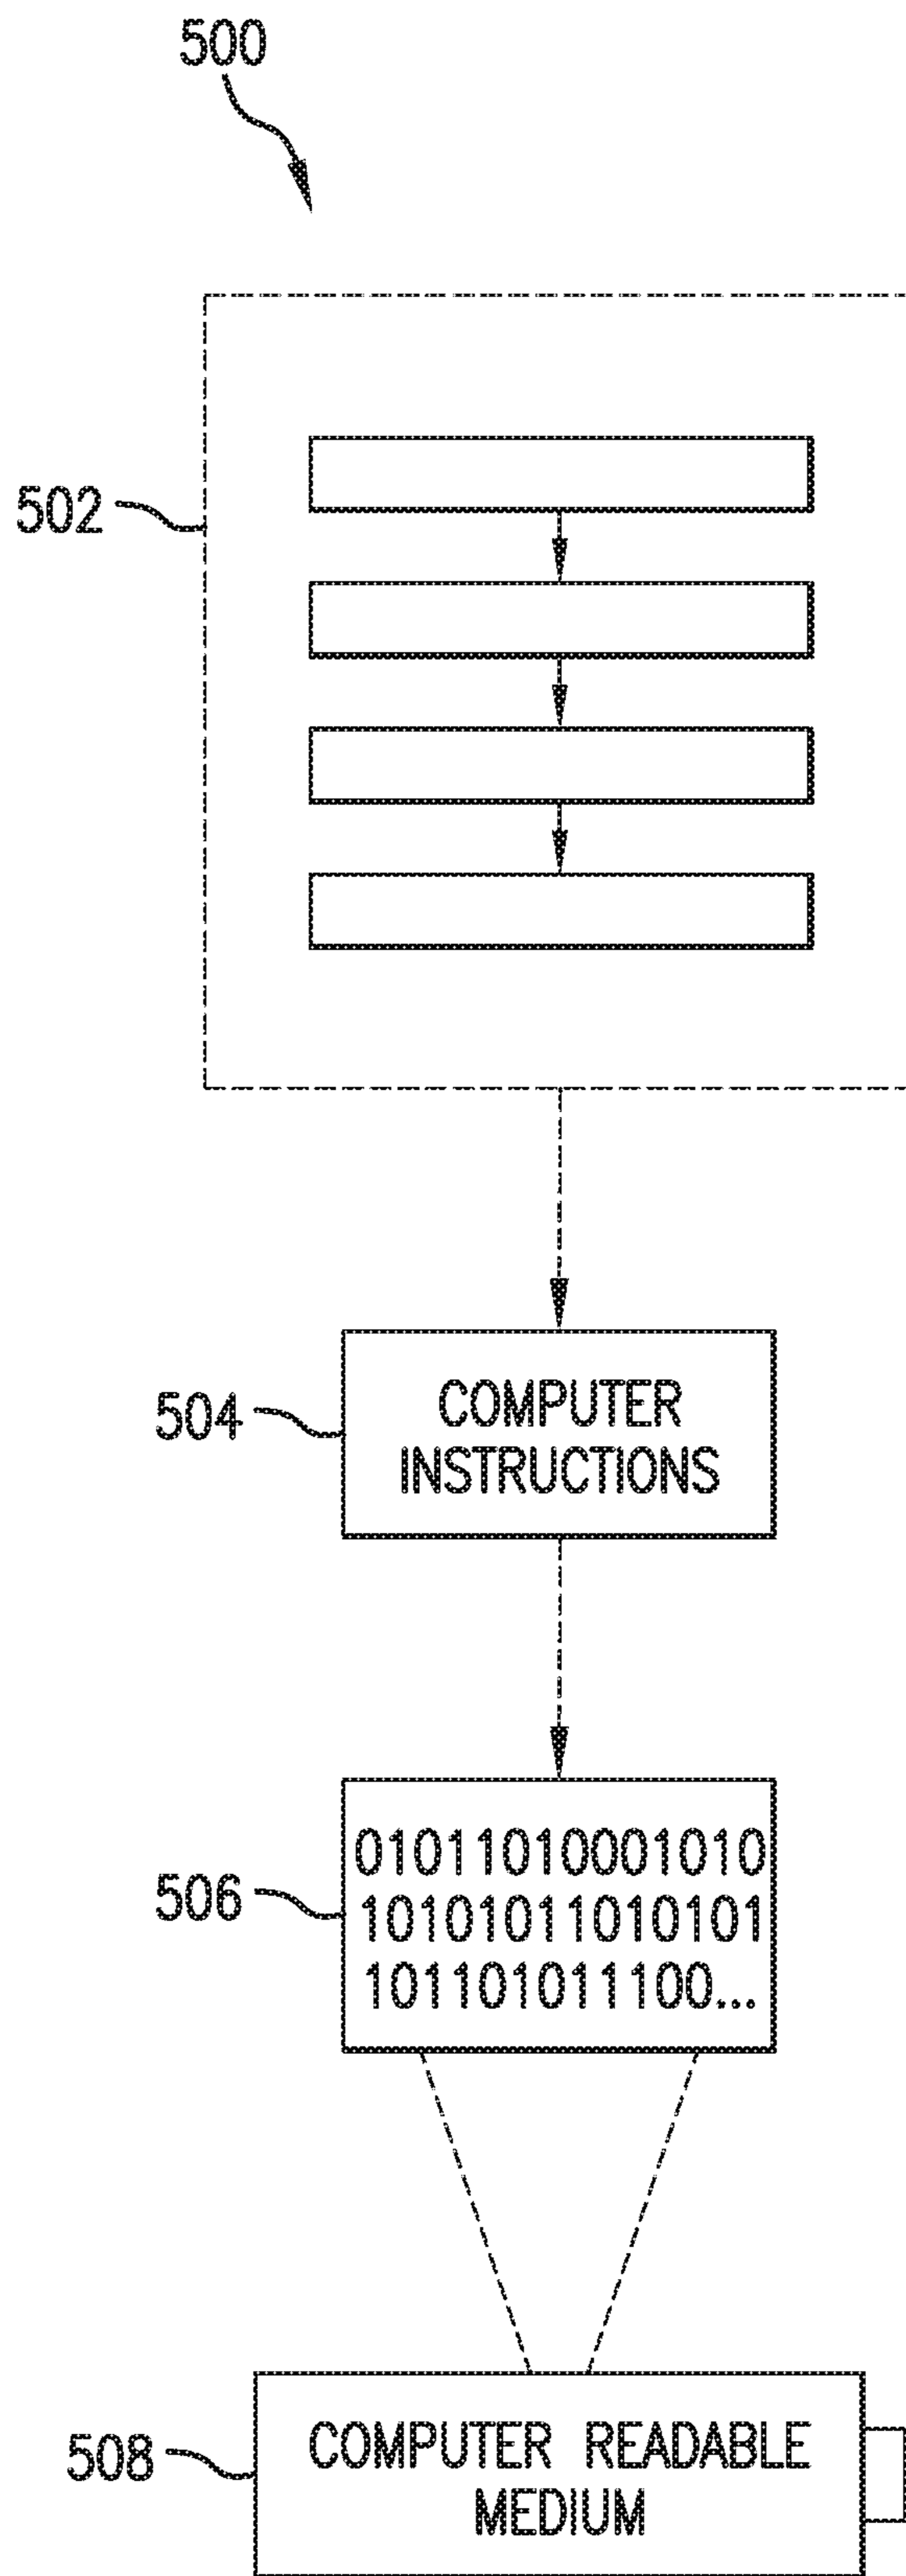 500
502
504
COMPUTER
INSTRUCTIONS
506
01011010001010
10101011010101
101101011100...
508
COMPUTER READABLE
MEDIUM